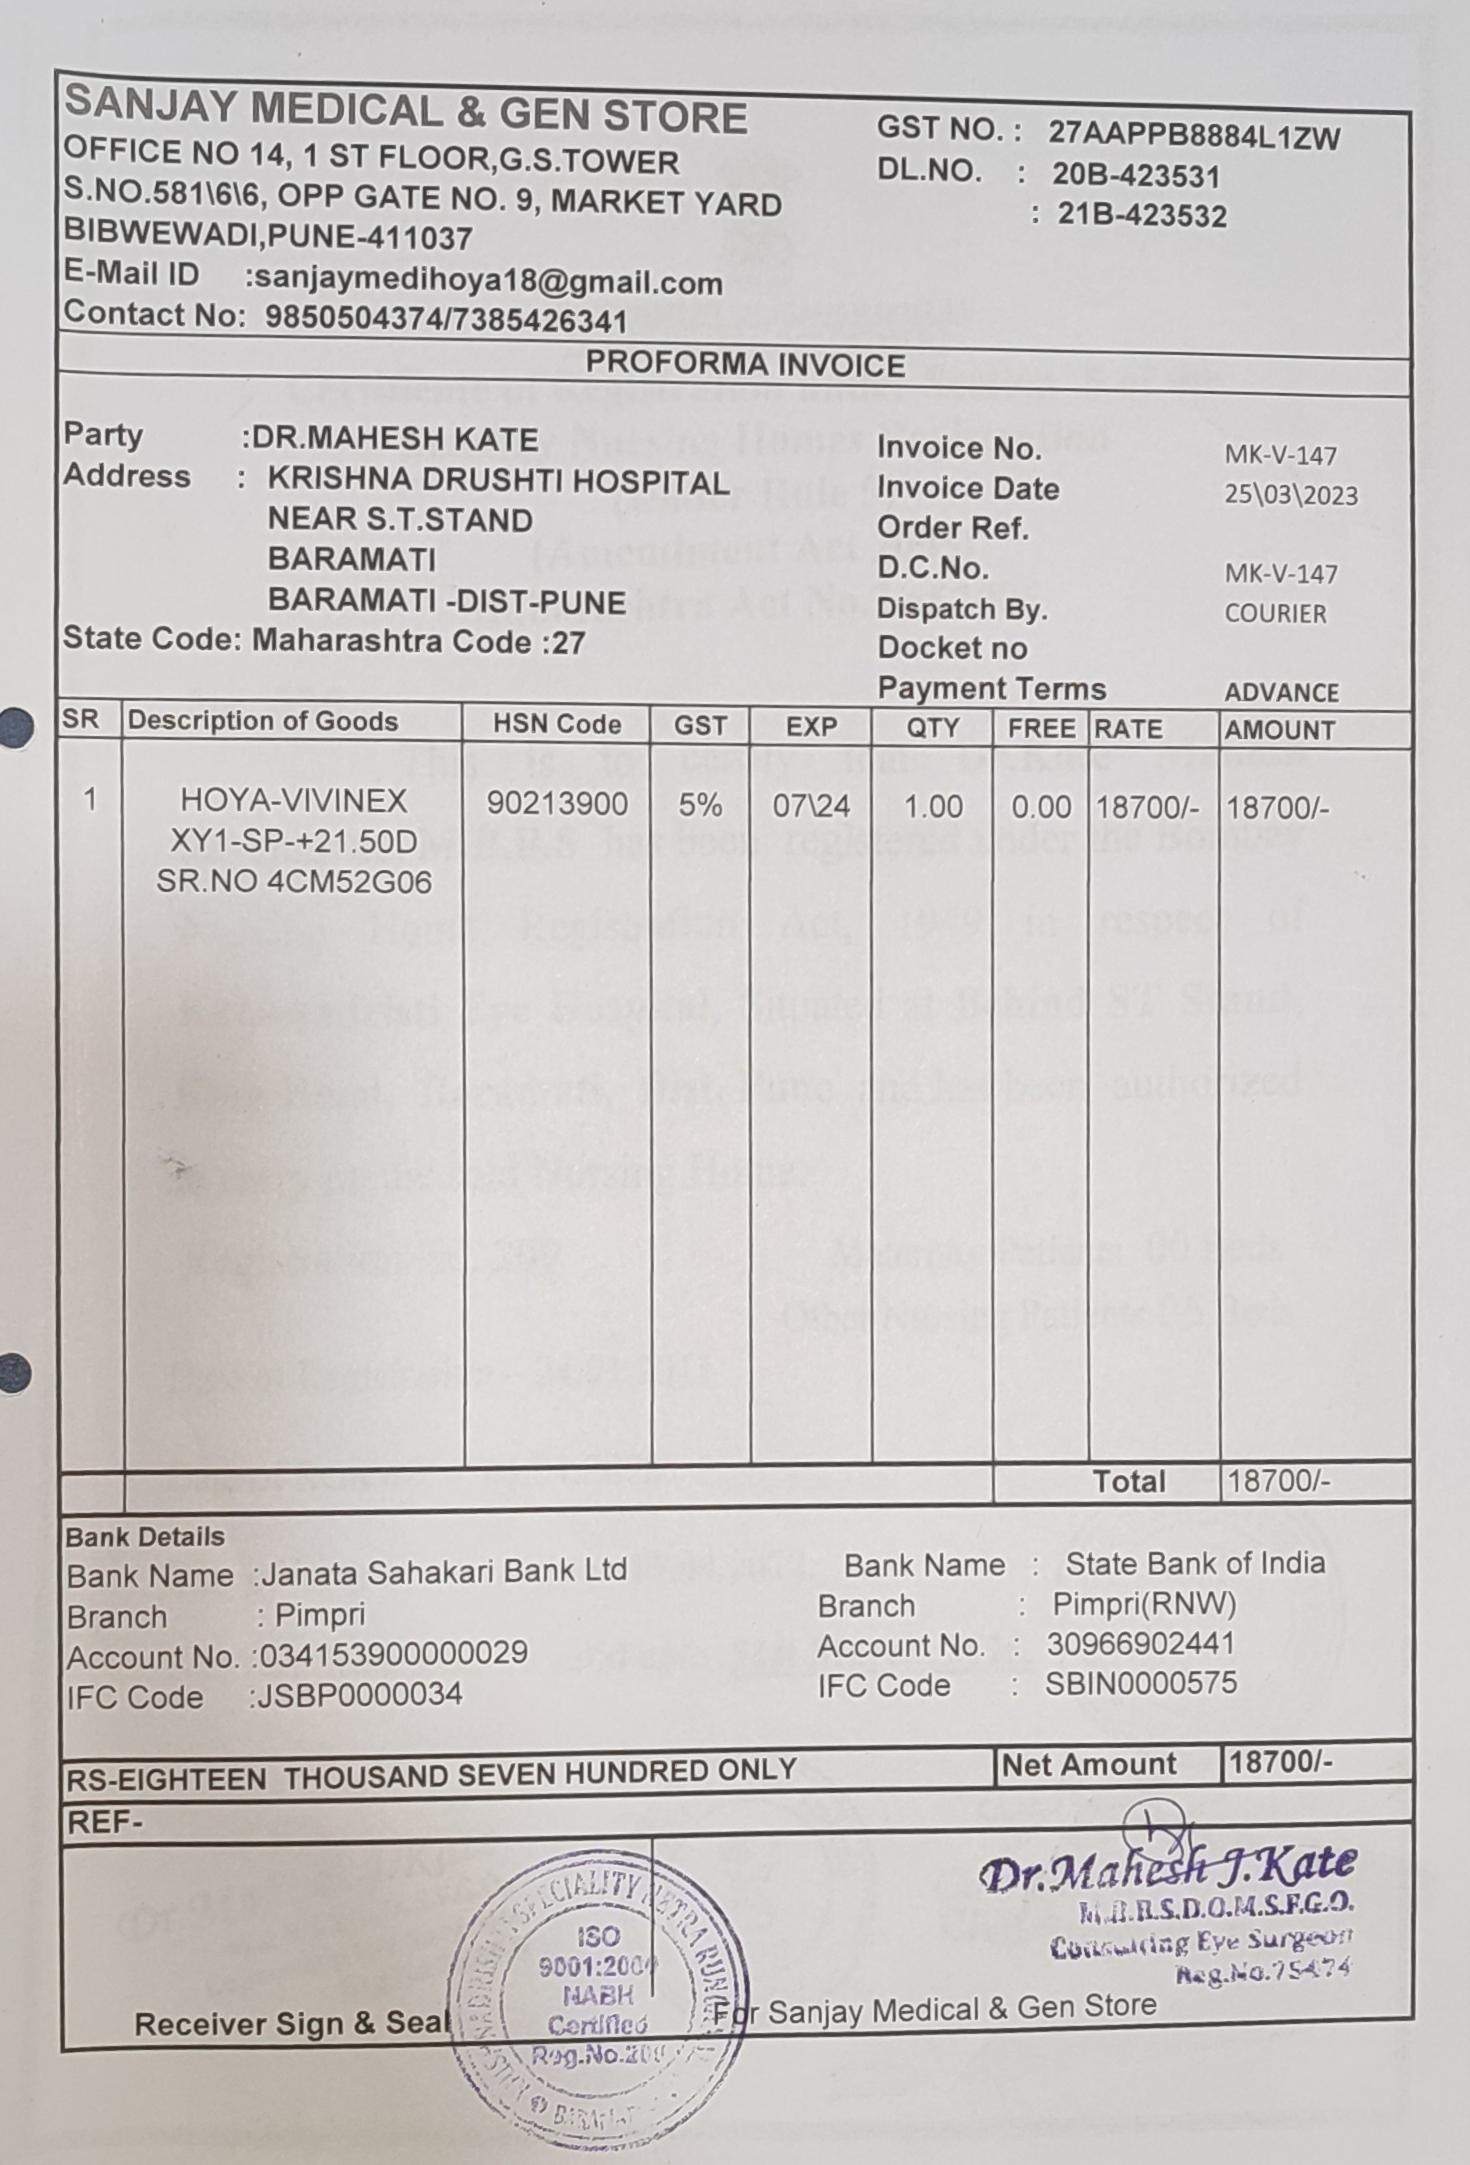 SANJAY MEDICAL & GEN STORE
OFFICE NO 14, 1 ST FLOOR,G.S.TOWER
S.NO.581\6\6, OPP GATE NO. 9, MARKET YARD
BIBWEWADI,PUNE-411037
E-Mail ID :sanjaymedihoya18@gmail.com
Contact No: 9850504374/7385426341
GST NO. : 27AAPPB8884L1ZW
DL.NO. : 20B-423531
: 21B-423532
PROFORMA INVOICE
Party :DR.MAHESH KATE
Address : KRISHNA DRUSHTI HOSPITAL
NEAR S.T.STAND
BARAMATI
BARAMATI -DIST-PUNE
State Code: Maharashtra Code :27
Invoice No. MK-V-147
Invoice Date 25\03\2023
Order Ref.
D.C.No. MK-V-147
Dispatch By. COURIER
Docket no
Payment Terms ADVANCE
SR Description of Goods HSN Code GST EXP QTY FREE RATE AMOUNT
1 HOYA-VIVINEX 90213900 5% 07\24 1.00 0.00 18700/- 18700/-
XY1-SP-+21.50D
SR.NO 4CM52G06
Total 18700/-
Bank Details
Bank Name :Janata Sahakari Bank Ltd
Branch : Pimpri
Account No. :034153900000029
IFC Code :JSBP0000034
Bank Name : State Bank of India
Branch : Pimpri(RNW)
Account No. : 30966902441
IFC Code : SBIN0000575
RS-EIGHTEEN THOUSAND SEVEN HUNDRED ONLY Net Amount 18700/-
REF-
Dr.Mahesh J.Kate
M.B.B.S.D.O.M.S.F.G.O.
Consulting Eye Surgeon
Reg.No.75474
SPECIALITY NETRA
ISO
NABH
Certified
Reg.No.
Receiver Sign & Seal
For Sanjay Medical & Gen Store